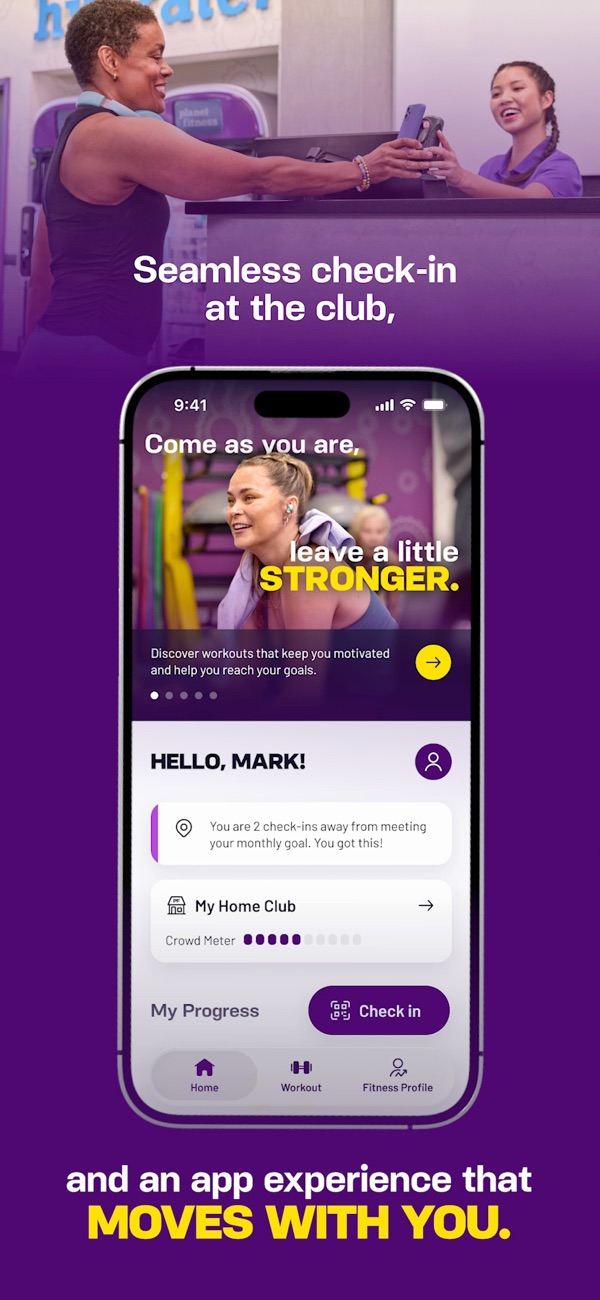 planet
fitness
Seamless check-in
at the club,
9:41
Come as you are,
leave a little
STRONGER.
Discover workouts that keep you motivated
and help you reach your goals.
HELLO, MARK!
You are 2 check-ins away from meeting
your monthly goal. You got this!
My Home Club
Crowd Meter
My Progress
Check in
Home
Workout
Fitness Profile
and an app experience that
MOVES WITH YOU.